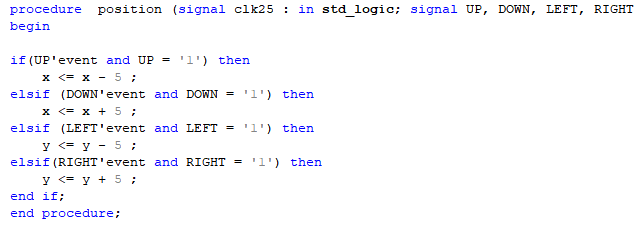 procedure  position (signal clk25 : in std_logic; signal UP, DOWN, LEFT, RIGHT
begin
if(UP'event and UP = '1') then
    x <= x - 5 ;
elsif (DOWN'event and DOWN = '1') then
    x <= x + 5 ;
elsif (LEFT'event and LEFT = '1') then
    y <= y - 5 ;
elsif(RIGHT'event and RIGHT = '1') then
    y <= y + 5 ;
end if;
end procedure;